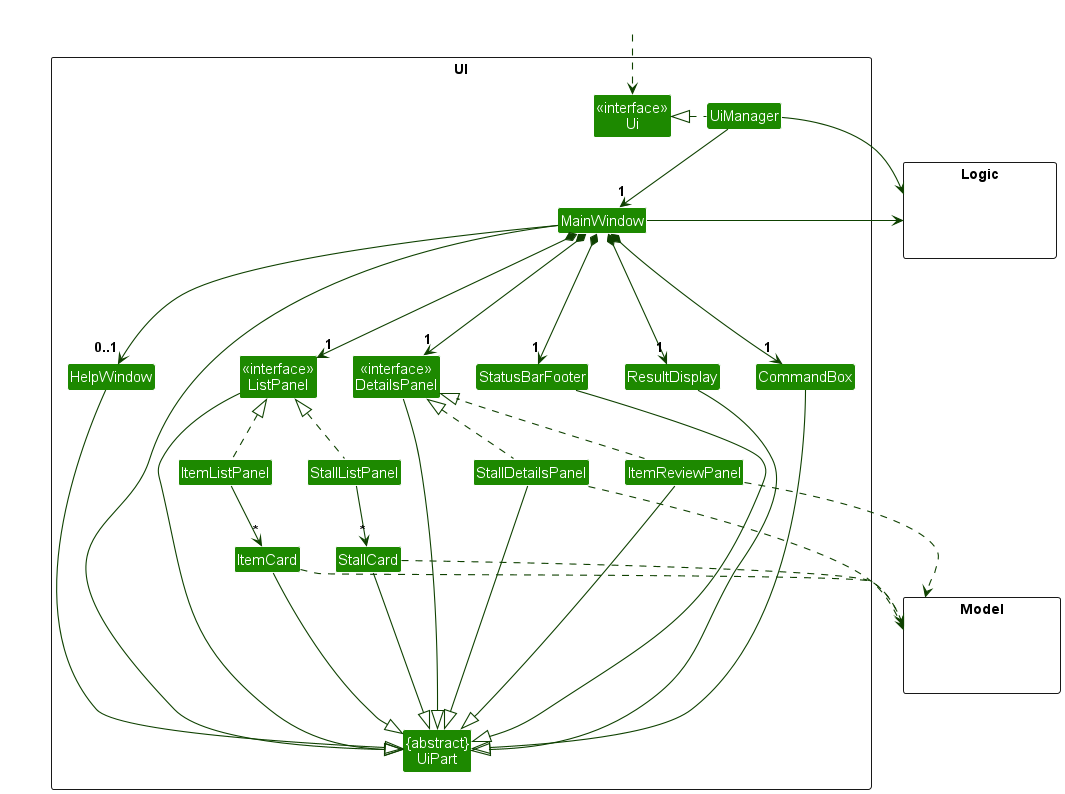 UI
«interface»
Ui
UiManager
Logic
1
MainWindow
0..1
1
1
1
1
1
HelpWindow
«interface»
ListPanel
«interface»
DetailsPanel
StatusBarFooter
ResultDisplay
CommandBox
ItemListPanel
StallListPanel
StallDetailsPanel
ItemReviewPanel
*
*
ItemCard
StallCard
Model
{abstract}
UiPart